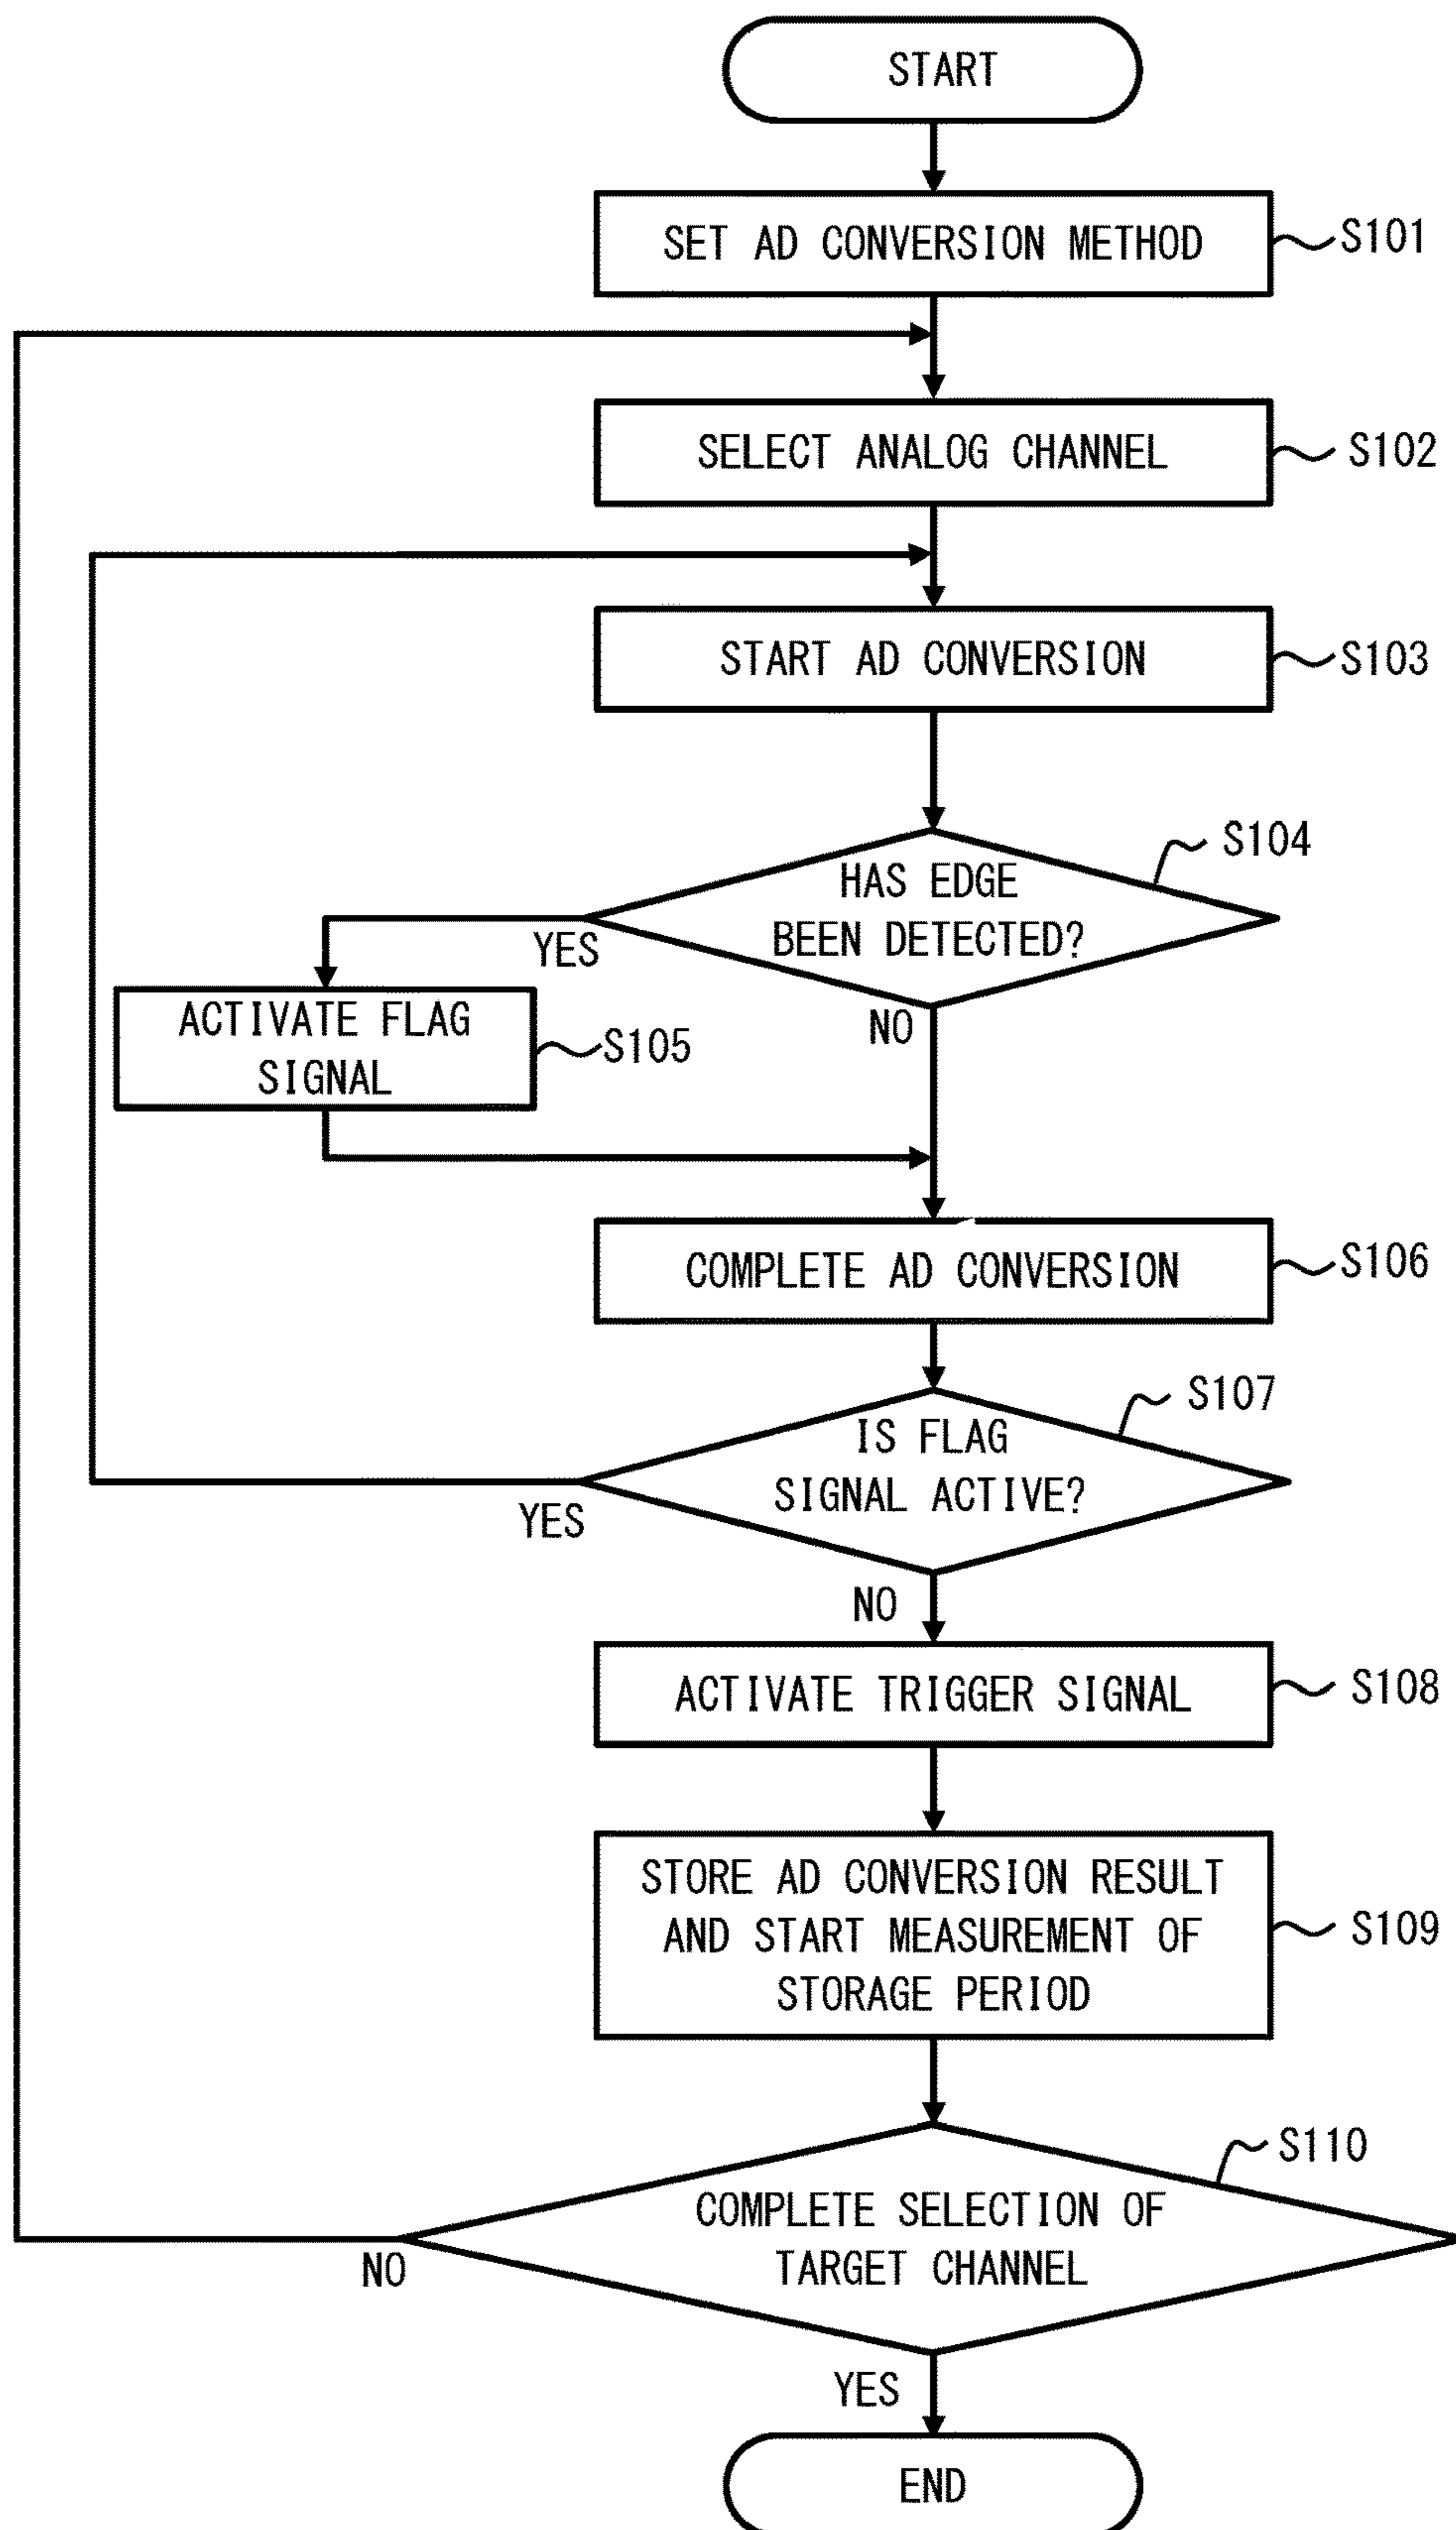 START
SET AD CONVERSION METHOD
S101
SELECT ANALOG CHANNEL
S102
START AD CONVERSION
S103
S104
HAS EDGE
BEEN DETECTED?
YES
NO
ACTIVATE FLAG
SIGNAL
S105
COMPLETE AD CONVERSION
S106
S107
IS FLAG
SIGNAL ACTIVE?
YES
NO
ACTIVATE TRIGGER SIGNAL
S108
STORE AD CONVERSION RESULT
AND START MEASUREMENT OF
STORAGE PERIOD
S109
S110
COMPLETE SELECTION OF
TARGET CHANNEL
NO
YES
END